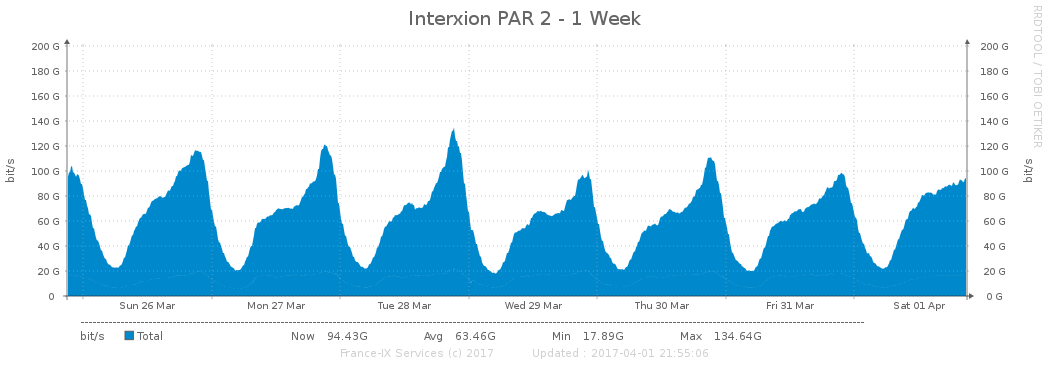 Interxion PAR 2 - 1 Week
RRDTOOL / TOBI OETIKER
200 G 200 G
180 G 180 G
160 G 160 G
140 G 140 G
120 G 120 G
100 G 100 G
80 G 80 G
60 G 60 G
40 G 40 G
20 G 20 G
0 0 G
bit/s bit/s
Sun 26 Mar Mon 27 Mar Tue 28 Mar Wed 29 Mar Thu 30 Mar Fri 31 Mar Sat 01 Apr
bit/s Total Now 94.43G Avg 63.46G Min 17.89G Max 134.64G
France-IX Services (c) 2017 Updated : 2017-04-01 21:55:06